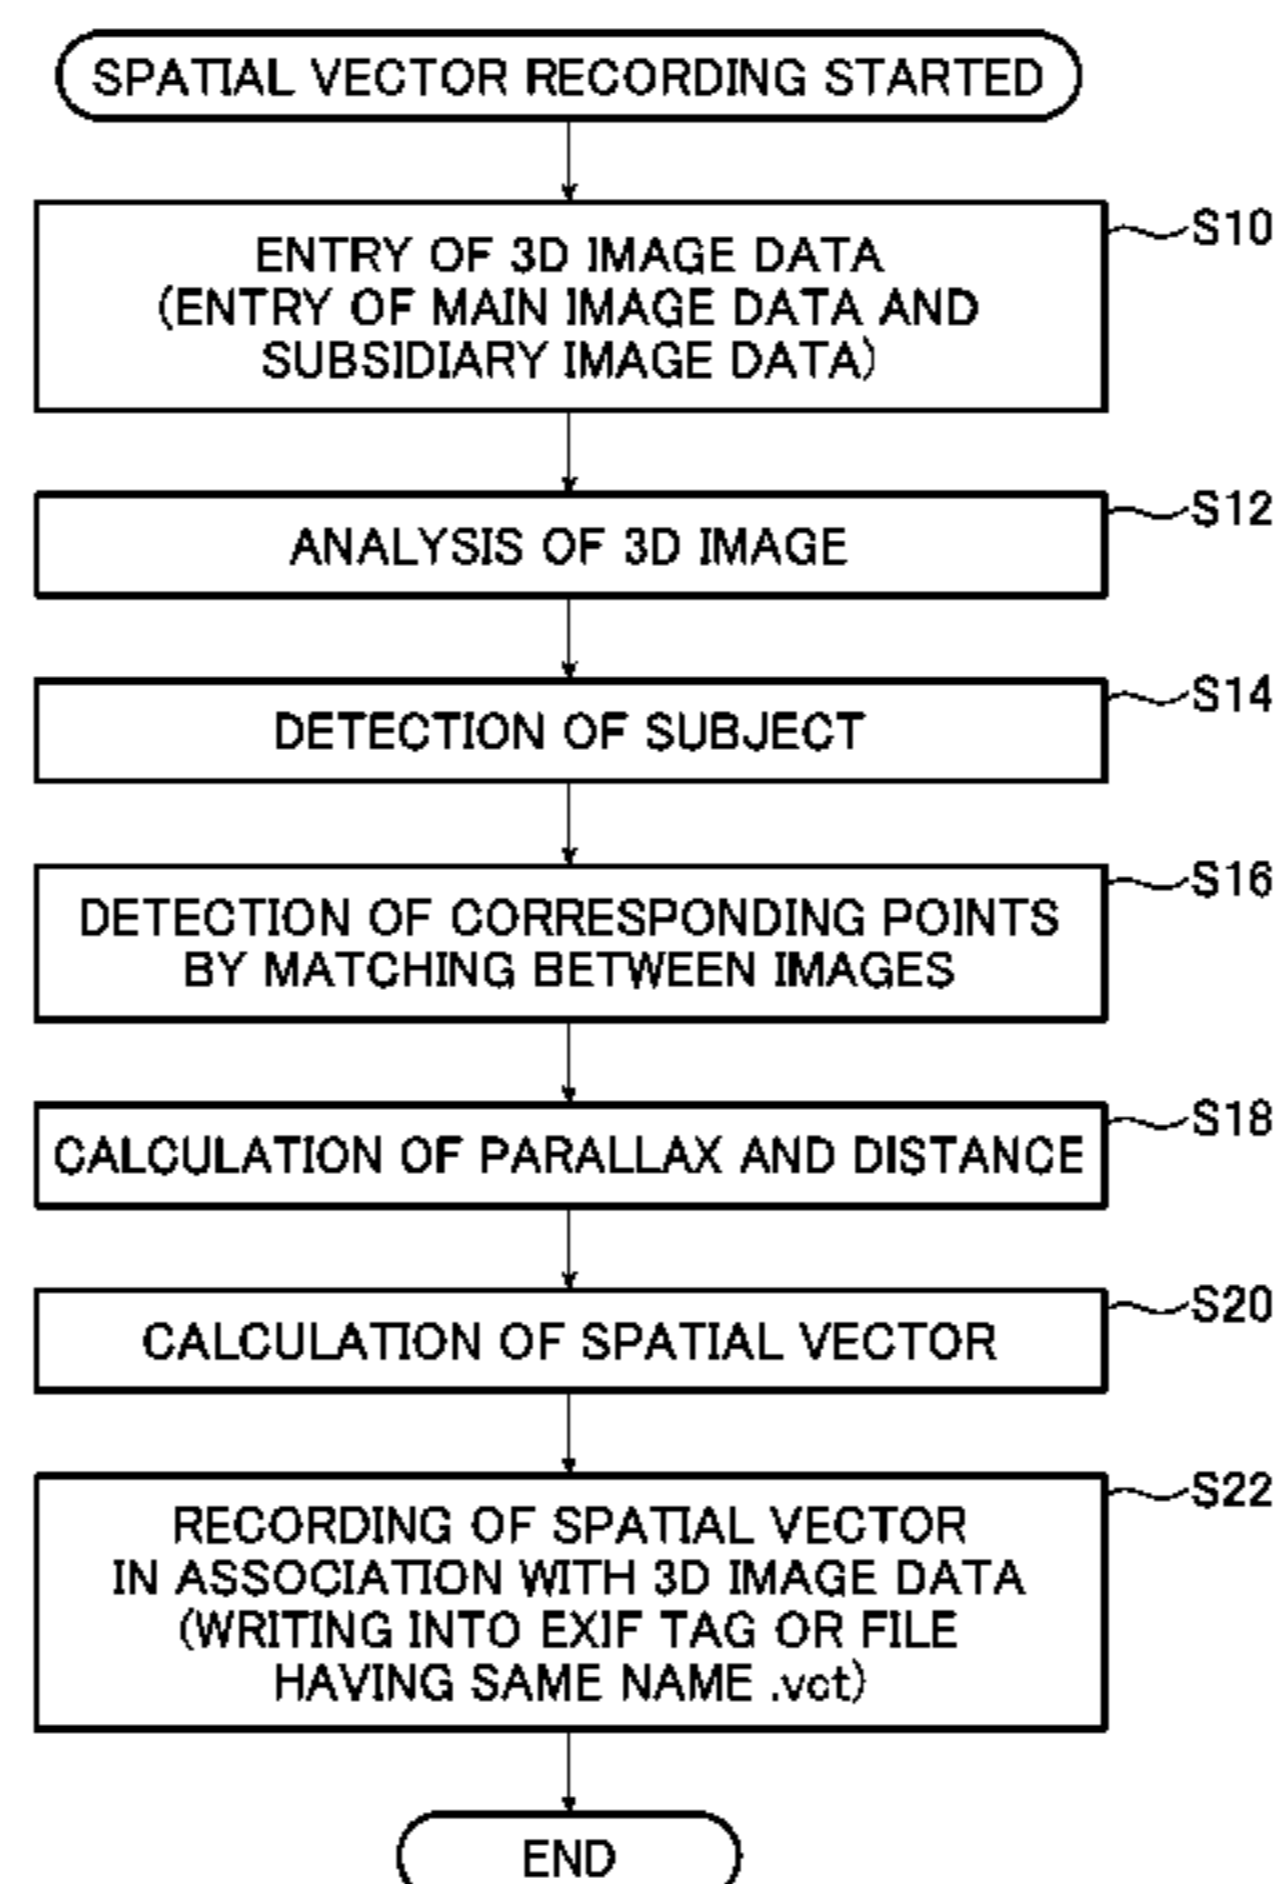 SPATIAL VECTOR RECORDING STARTED
S10
ENTRY OF 3D IMAGE DATA
(ENTRY OF MAIN IMAGE DATA AND
SUBSIDIARY IMAGE DATA)
S12
ANALYSIS OF 3D IMAGE
S14
DETECTION OF SUBJECT
S16
DETECTION OF CORRESPONDING POINTS
BY MATCHING BETWEEN IMAGES
S18
CALCULATION OF PARALLAX AND DISTANCE
S20
CALCULATION OF SPATIAL VECTOR
S22
RECORDING OF SPATIAL VECTOR
IN ASSOCIATION WITH 3D IMAGE DATA
(WRITING INTO EXIF TAG OR FILE
HAVING SAME NAME .vct)
END